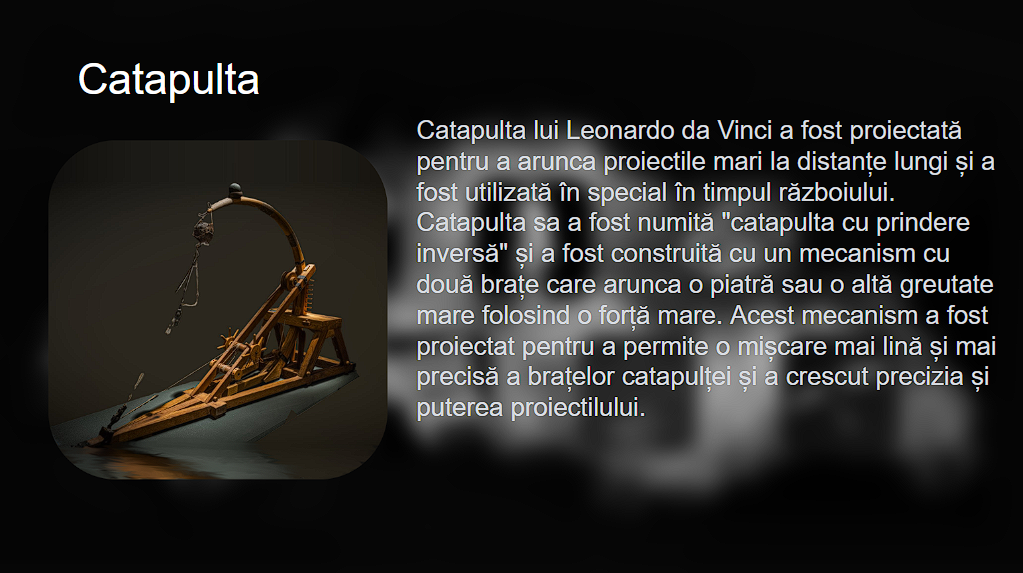 Catapulta
Catapulta lui Leonardo da Vinci a fost proiectată
pentru a arunca proiectile mari la distanțe lungi și a
fost utilizată în special în timpul războiului.
Catapulta sa a fost numită "catapulta cu prindere
inversă" și a fost construită cu un mecanism cu
două brațe care arunca o piatră sau o altă greutate
mare folosind o forță mare. Acest mecanism a fost
proiectat pentru a permite o mișcare mai lină și mai
precisă a brațelor catapulței și a crescut precizia și
puterea proiectilului.